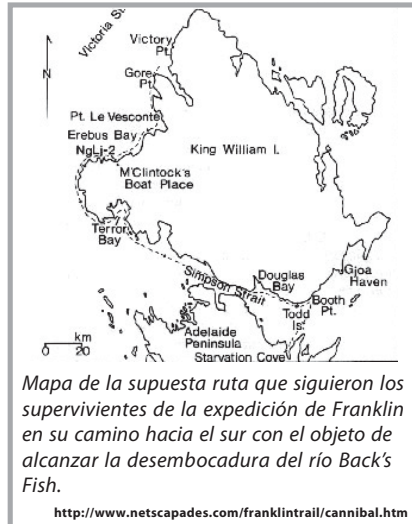 Victoria St
Victory
Pt.
Gore
Pt.
N
Pt. Le Vesconte
Erebus Bay
NgLj-2
King William I.
M'Clintock's
Boat Place
Terror
Bay
Simpson Strait
Douglas
Bay
Gjoa
Haven
Booth
Pt.
Todd
Is.
km
0 20
Adelaide
Peninsula
Starvation Cove
Mapa de la supuesta ruta que siguieron los
supervivientes de la expedición de Franklin
en su camino hacia el sur con el objeto de
alcanzar la desembocadura del río Back's
Fish.
http://www.netscapades.com/franklintrail/cannibal.htm